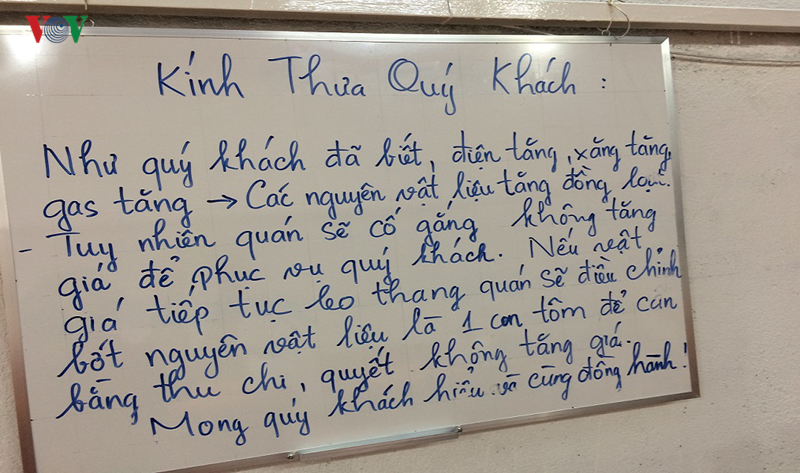 VOV
Kính Thưa Quý Khách :
Như quý khách đã biết, điện tăng, xăng tăng,
gas tăng → Các nguyên vật liệu tăng đồng loạt.
- Tuy nhiên quán sẽ cố gắng không tăng
giá để phục vụ quý khách. Nếu vật
giá tiếp tục leo thang quán sẽ điều chỉnh
bớt nguyên vật liệu là 1 con tôm để cân
bằng thu chi, quyết không tăng giá.
Mong quý khách hiểu và cùng đồng hành!